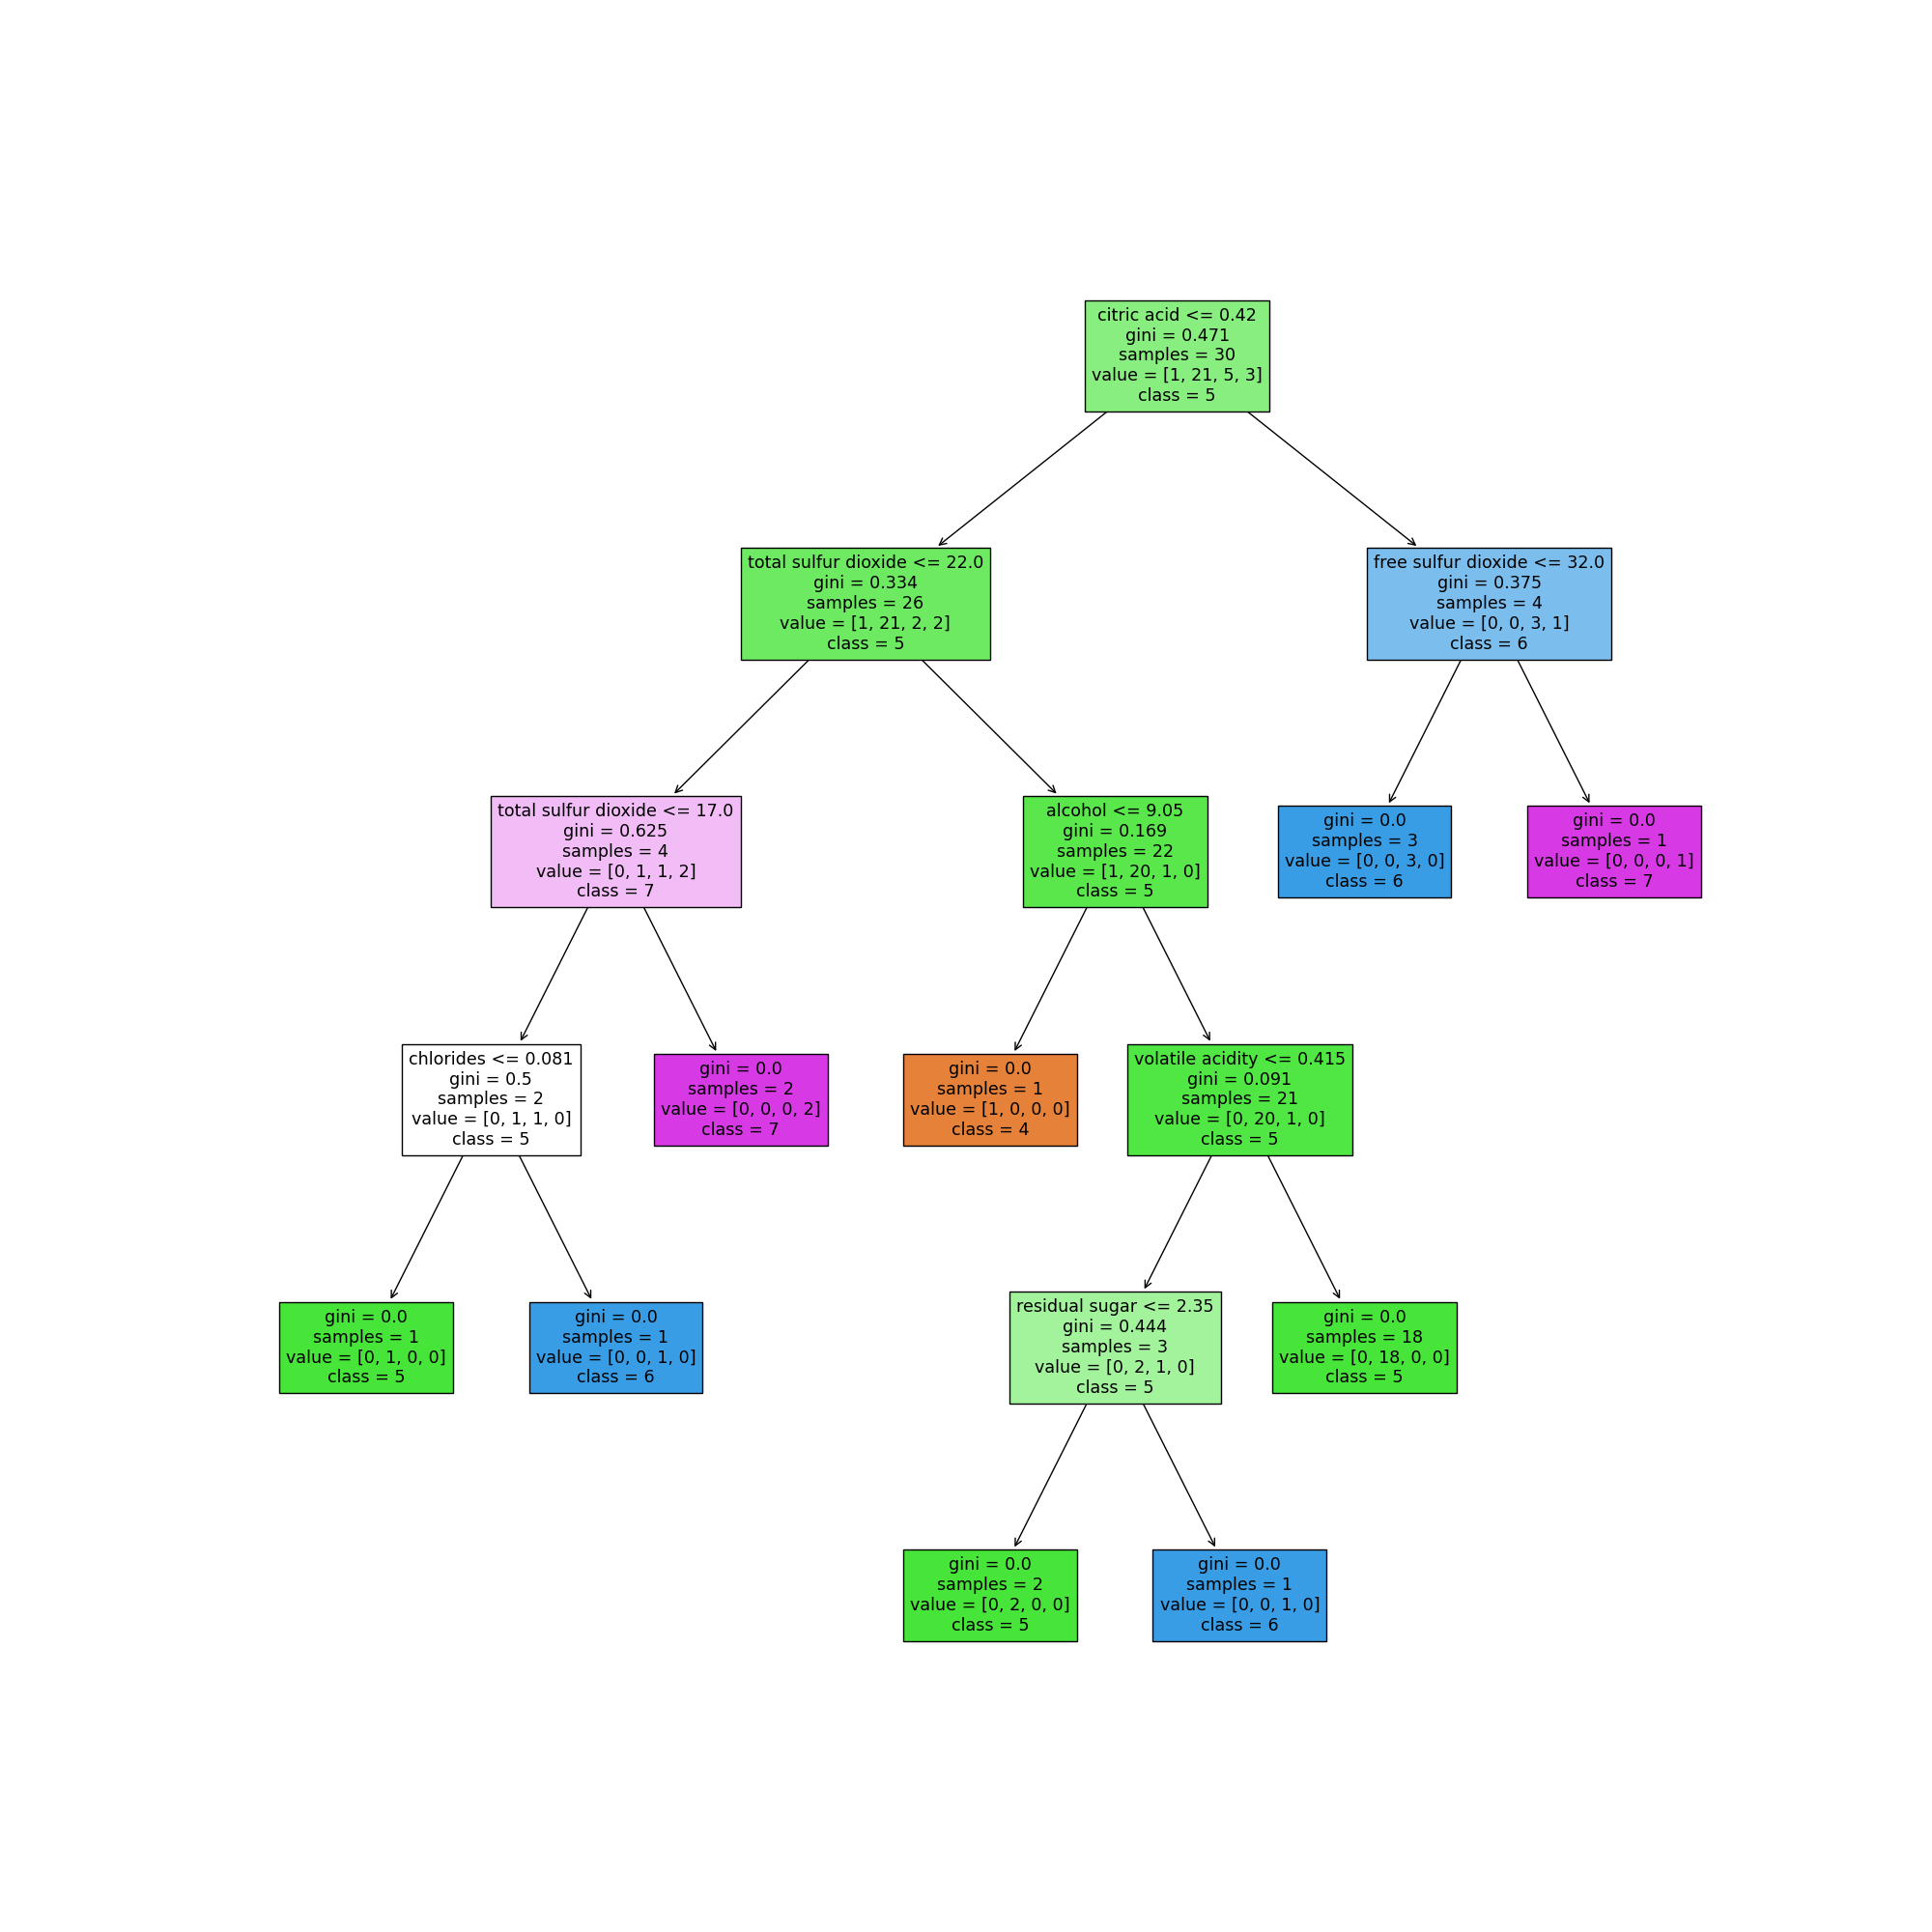 citric acid <= 0.42
gini = 0.471
samples = 30
value = [1, 21, 5, 3]
class = 5
total sulfur dioxide <= 22.0
gini = 0.334
samples = 26
value = [1, 21, 2, 2]
class = 5
free sulfur dioxide <= 32.0
gini = 0.375
samples = 4
value = [0, 0, 3, 1]
class = 6
total sulfur dioxide <= 17.0
gini = 0.625
samples = 4
value = [0, 1, 1, 2]
class = 7
alcohol <= 9.05
gini = 0.169
samples = 22
value = [1, 20, 1, 0]
class = 5
gini = 0.0
samples = 3
value = [0, 0, 3, 0]
class = 6
gini = 0.0
samples = 1
value = [0, 0, 0, 1]
class = 7
chlorides <= 0.081
gini = 0.5
samples = 2
value = [0, 1, 1, 0]
class = 5
gini = 0.0
samples = 2
value = [0, 0, 0, 2]
class = 7
gini = 0.0
samples = 1
value = [1, 0, 0, 0]
class = 4
volatile acidity <= 0.415
gini = 0.091
samples = 21
value = [0, 20, 1, 0]
class = 5
gini = 0.0
samples = 1
value = [0, 1, 0, 0]
class = 5
gini = 0.0
samples = 1
value = [0, 0, 1, 0]
class = 6
residual sugar <= 2.35
gini = 0.444
samples = 3
value = [0, 2, 1, 0]
class = 5
gini = 0.0
samples = 18
value = [0, 18, 0, 0]
class = 5
gini = 0.0
samples = 2
value = [0, 2, 0, 0]
class = 5
gini = 0.0
samples = 1
value = [0, 0, 1, 0]
class = 6